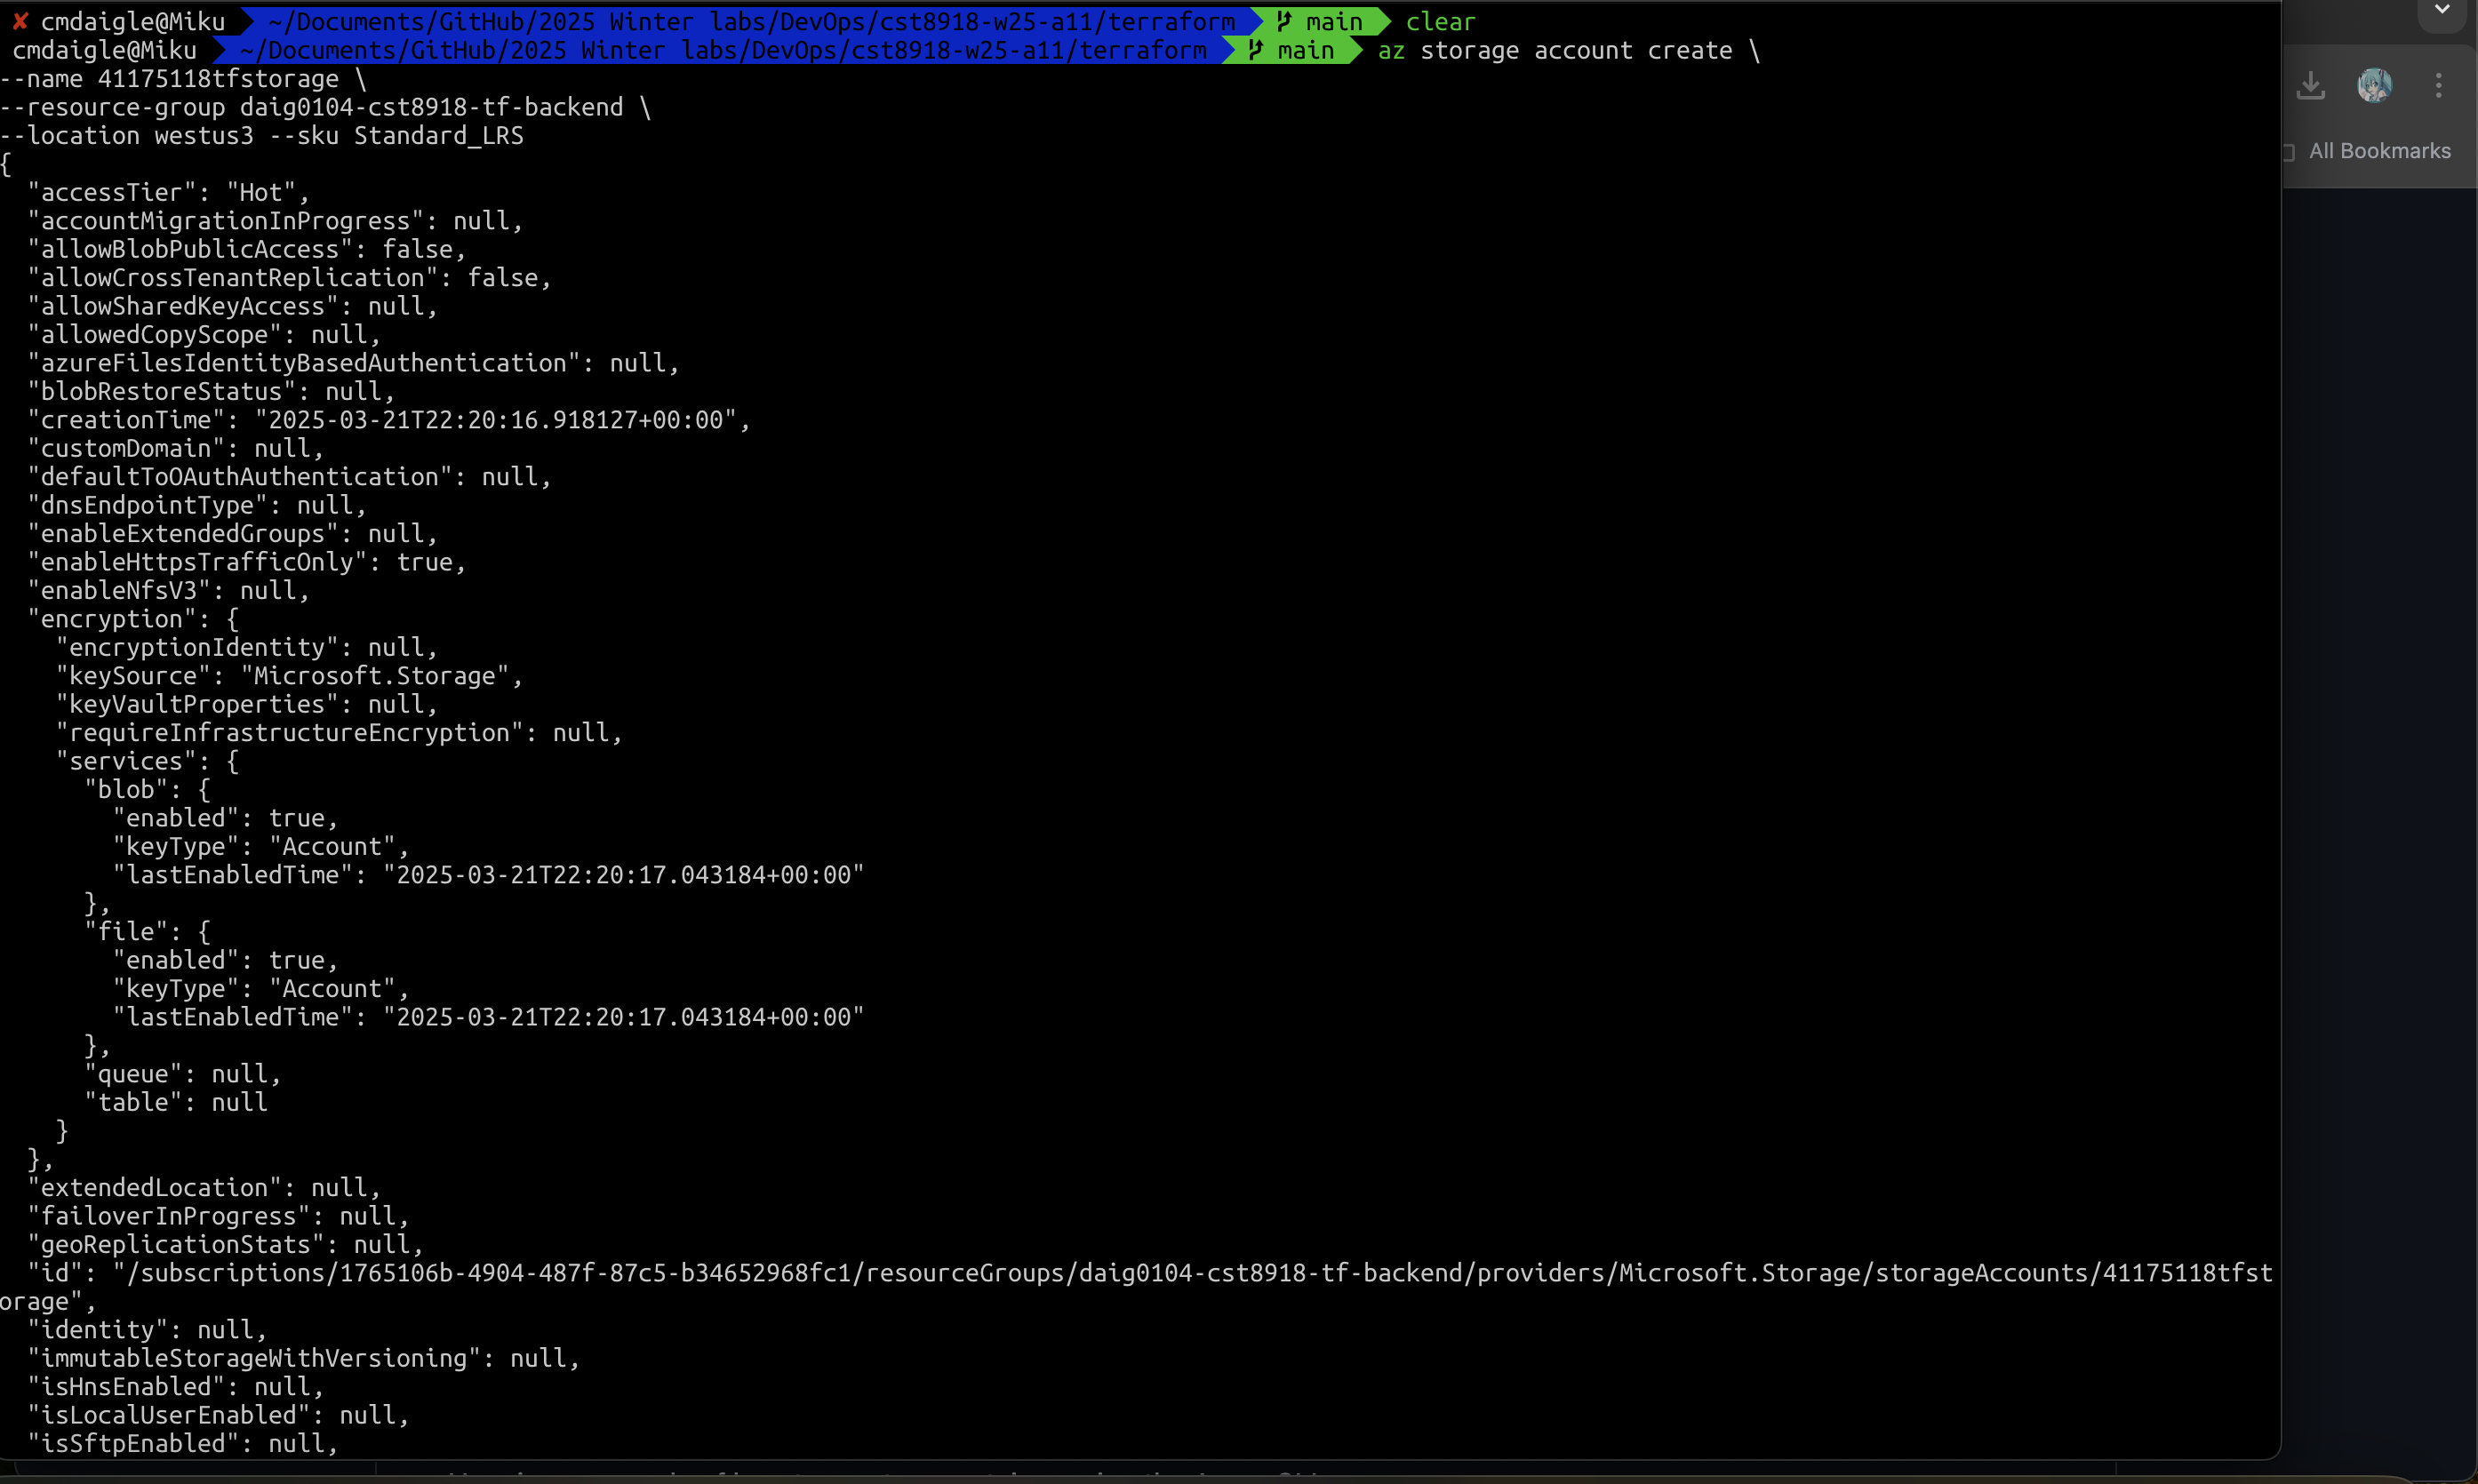 ✘ cmdaigle@Miku ~/Documents/GitHub/2025 Winter labs/DevOps/cst8918-w25-a11/terraform main clear
cmdaigle@Miku ~/Documents/GitHub/2025 Winter labs/DevOps/cst8918-w25-a11/terraform main az storage account create \
--name 41175118tfstorage \
--resource-group daig0104-cst8918-tf-backend \
--location westus3 --sku Standard_LRS
{
  "accessTier": "Hot",
  "accountMigrationInProgress": null,
  "allowBlobPublicAccess": false,
  "allowCrossTenantReplication": false,
  "allowSharedKeyAccess": null,
  "allowedCopyScope": null,
  "azureFilesIdentityBasedAuthentication": null,
  "blobRestoreStatus": null,
  "creationTime": "2025-03-21T22:20:16.918127+00:00",
  "customDomain": null,
  "defaultToOAuthAuthentication": null,
  "dnsEndpointType": null,
  "enableExtendedGroups": null,
  "enableHttpsTrafficOnly": true,
  "enableNfsV3": null,
  "encryption": {
    "encryptionIdentity": null,
    "keySource": "Microsoft.Storage",
    "keyVaultProperties": null,
    "requireInfrastructureEncryption": null,
    "services": {
      "blob": {
        "enabled": true,
        "keyType": "Account",
        "lastEnabledTime": "2025-03-21T22:20:17.043184+00:00"
      },
      "file": {
        "enabled": true,
        "keyType": "Account",
        "lastEnabledTime": "2025-03-21T22:20:17.043184+00:00"
      },
      "queue": null,
      "table": null
    }
  },
  "extendedLocation": null,
  "failoverInProgress": null,
  "geoReplicationStats": null,
  "id": "/subscriptions/1765106b-4904-487f-87c5-b34652968fc1/resourceGroups/daig0104-cst8918-tf-backend/providers/Microsoft.Storage/storageAccounts/41175118tfst
orage",
  "identity": null,
  "immutableStorageWithVersioning": null,
  "isHnsEnabled": null,
  "isLocalUserEnabled": null,
  "isSftpEnabled": null,
All Bookmarks